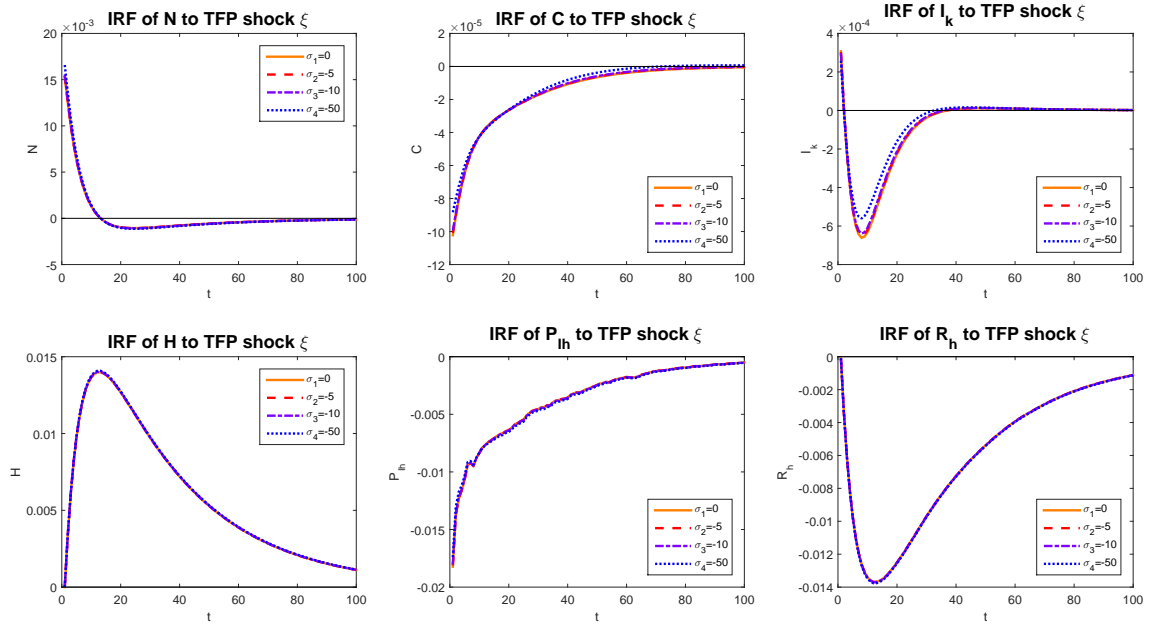 IRF of N to TFP shock ξ
×10⁻³
20
15
10
5
0
-5
0 20 40 60 80 100
N
t
σ₁=0
σ₂=-5
σ₃=-10
σ₄=-50
IRF of C to TFP shock ξ
×10⁻⁵
2
0
-2
-4
-6
-8
-10
-12
0 20 40 60 80 100
C
t
σ₁=0
σ₂=-5
σ₃=-10
σ₄=-50
IRF of Iₖ to TFP shock ξ
×10⁻⁴
4
2
0
-2
-4
-6
-8
0 20 40 60 80 100
Iₖ
t
σ₁=0
σ₂=-5
σ₃=-10
σ₄=-50
IRF of H to TFP shock ξ
0.015
0.01
0.005
0
0 20 40 60 80 100
H
t
σ₁=0
σ₂=-5
σ₃=-10
σ₄=-50
IRF of Pₗₕ to TFP shock ξ
0
-0.005
-0.01
-0.015
-0.02
0 20 40 60 80 100
Pₗₕ
t
σ₁=0
σ₂=-5
σ₃=-10
σ₄=-50
IRF of Rₕ to TFP shock ξ
0
-0.002
-0.004
-0.006
-0.008
-0.01
-0.012
-0.014
0 20 40 60 80 100
Rₕ
t
σ₁=0
σ₂=-5
σ₃=-10
σ₄=-50